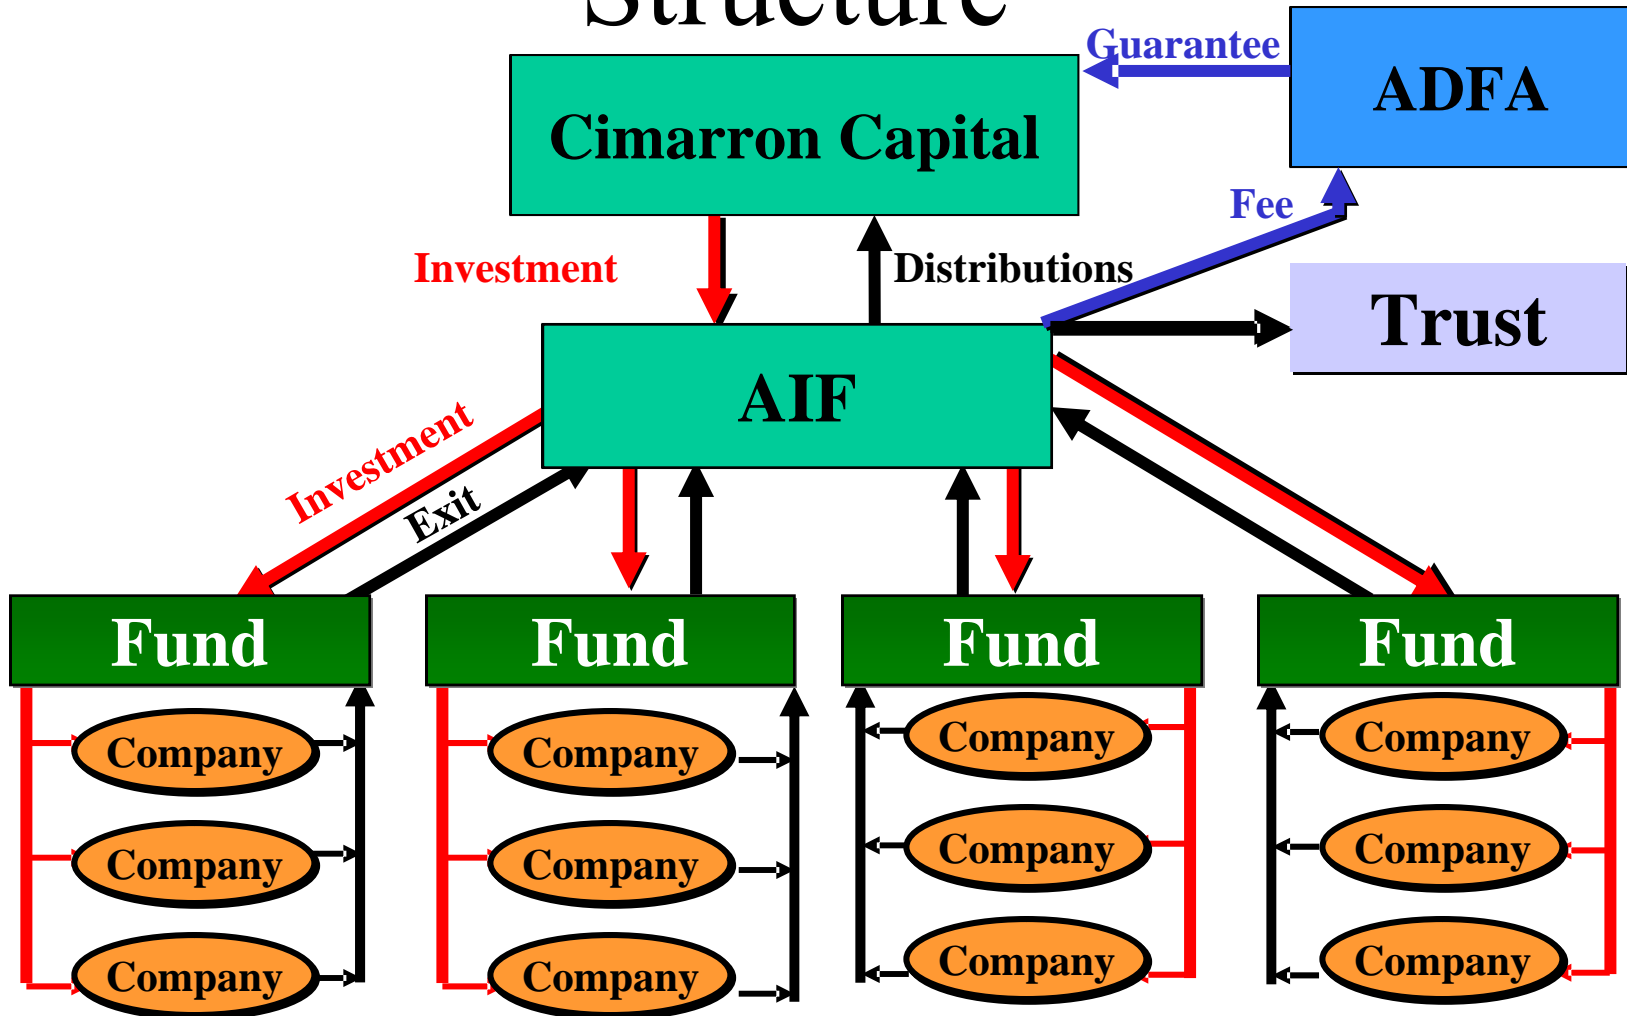 Structure
Guarantee
ADFA
Cimarron Capital
Fee
Investment
Distributions
Trust
AIF
Investment
Exit
Fund
Fund
Fund
Fund
Company
Company
Company
Company
Company
Company
Company
Company
Company
Company
Company
Company